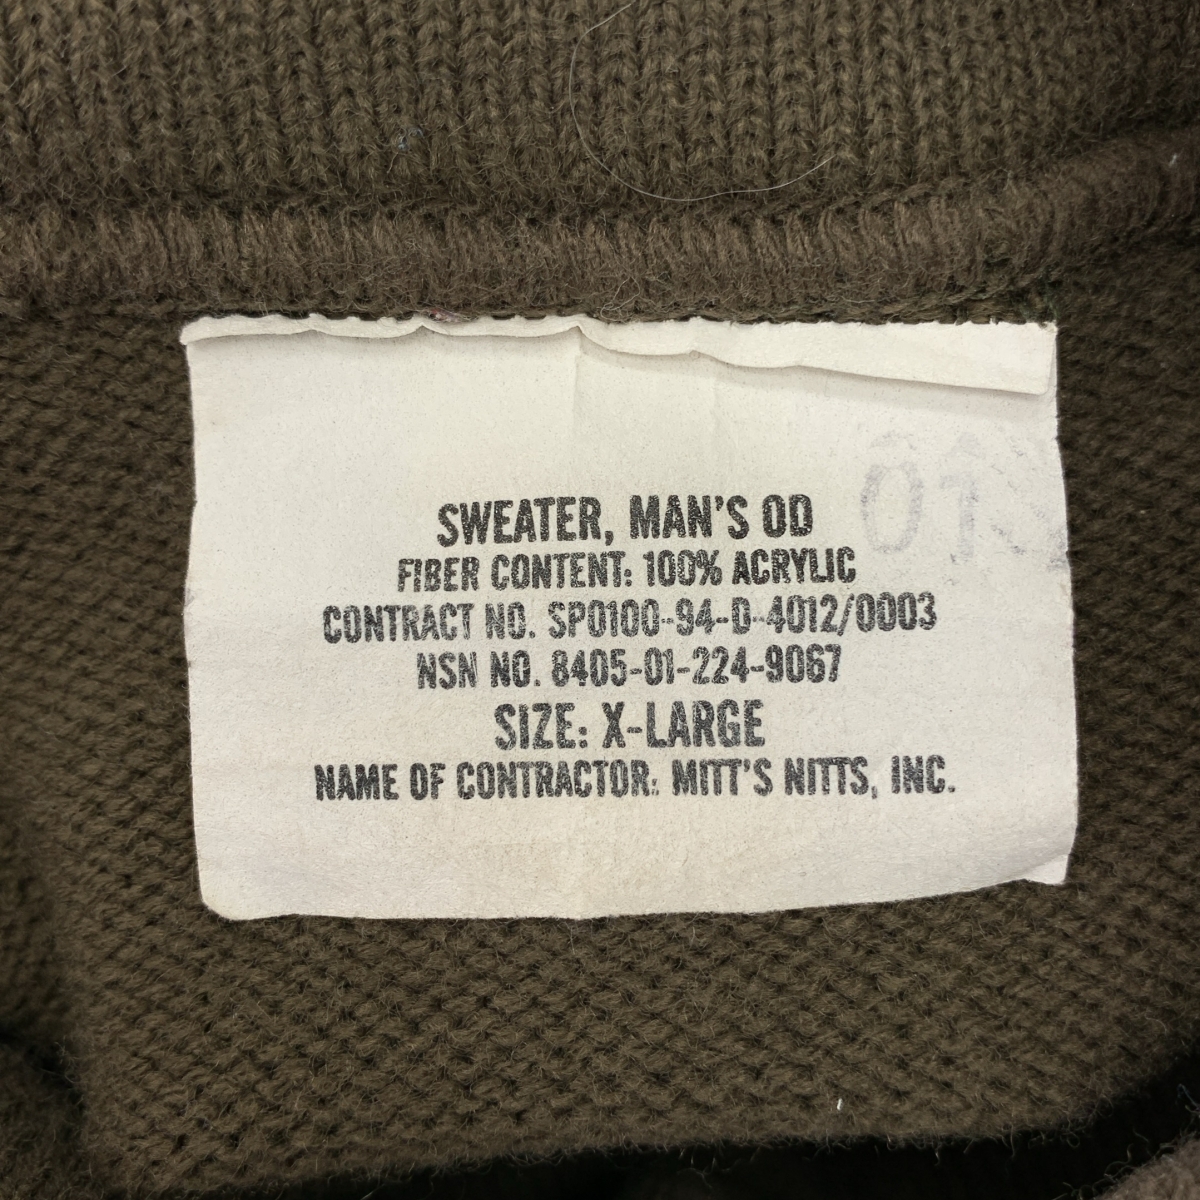 SWEATER, MAN'S OD
FIBER CONTENT: 100% ACRYLIC
CONTRACT NO. SP0100-94-D-4012/0003
NSN NO. 8405-01-224-9067
SIZE: X-LARGE
NAME OF CONTRACTOR: MITT'S NITTS, INC.